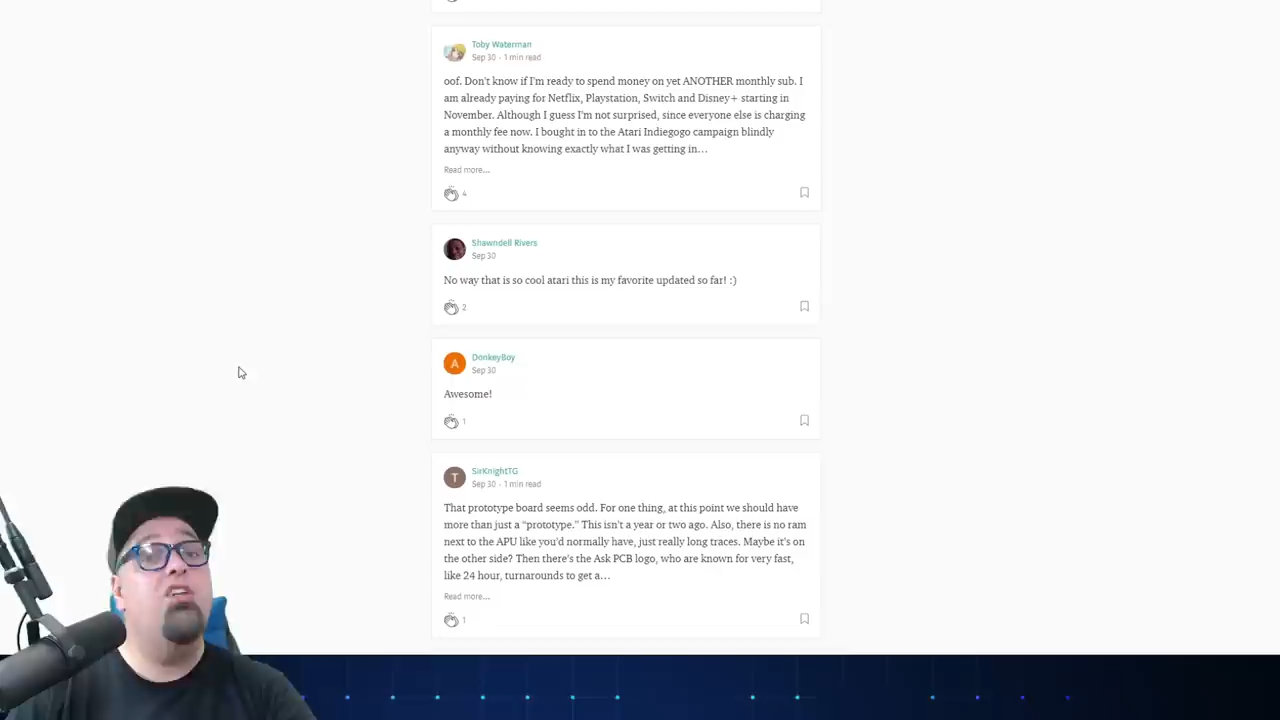 Toby Waterman
Sep 30 · 1 min read
oof. Don't know if I'm ready to spend money on yet ANOTHER monthly sub. I
am already paying for Netflix, Playstation, Switch and Disney+ starting in
November. Although I guess I'm not surprised, since everyone else is charging
a monthly fee now. I bought in to the Atari Indiegogo campaign blindly
anyway without knowing exactly what I was getting in…
Read more…
4
Shawndell Rivers
Sep 30
No way that is so cool atari this is my favorite updated so far! :)
2
DonkeyBoy
A
Sep 30
Awesome!
1
SirKnightTG
T
Sep 30 · 1 min read
That prototype board seems odd. For one thing, at this point we should have
more than just a “prototype.” This isn't a year or two ago. Also, there is no ram
next to the APU like you'd normally have, just really long traces. Maybe it's on
the other side? Then there's the Ask PCB logo, who are known for very fast,
like 24 hour, turnarounds to get a…
Read more…
1